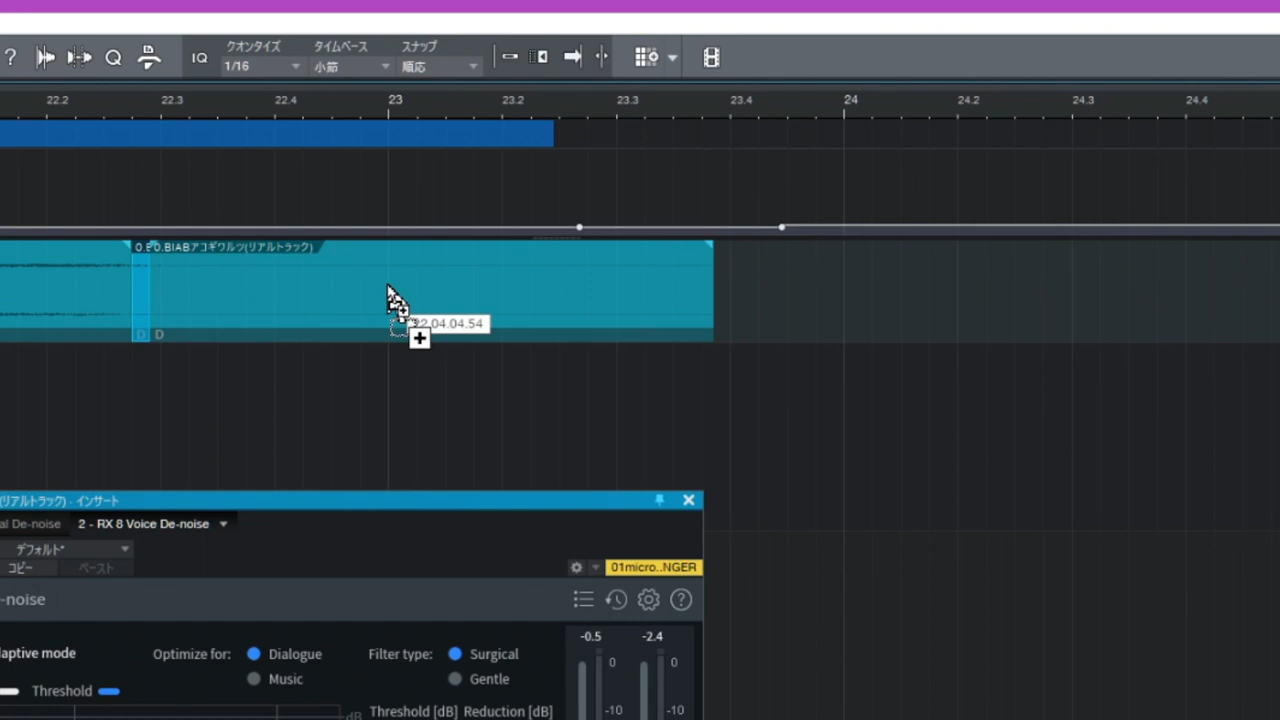 ?
Q
IQ
クオンタイズ タイムベース スナップ
1/16 小節 順応
22.2 22.3 22.4 23 23.2 23.3 23.4 24 24.2 24.3 24.4
0.BIABアコギワルツ(リアルトラック)
22.04.04.54
D D
(リアルトラック) - インサート
al De-noise 2 - RX 8 Voice De-noise
デフォルト*
コピー ペースト
01micro..NGER
e-noise
-0.5 -2.4
aptive mode Optimize for: Dialogue Filter type: Surgical
0 0
Music Gentle
Threshold
dB Threshold [dB] Reduction [dB] -10 -10